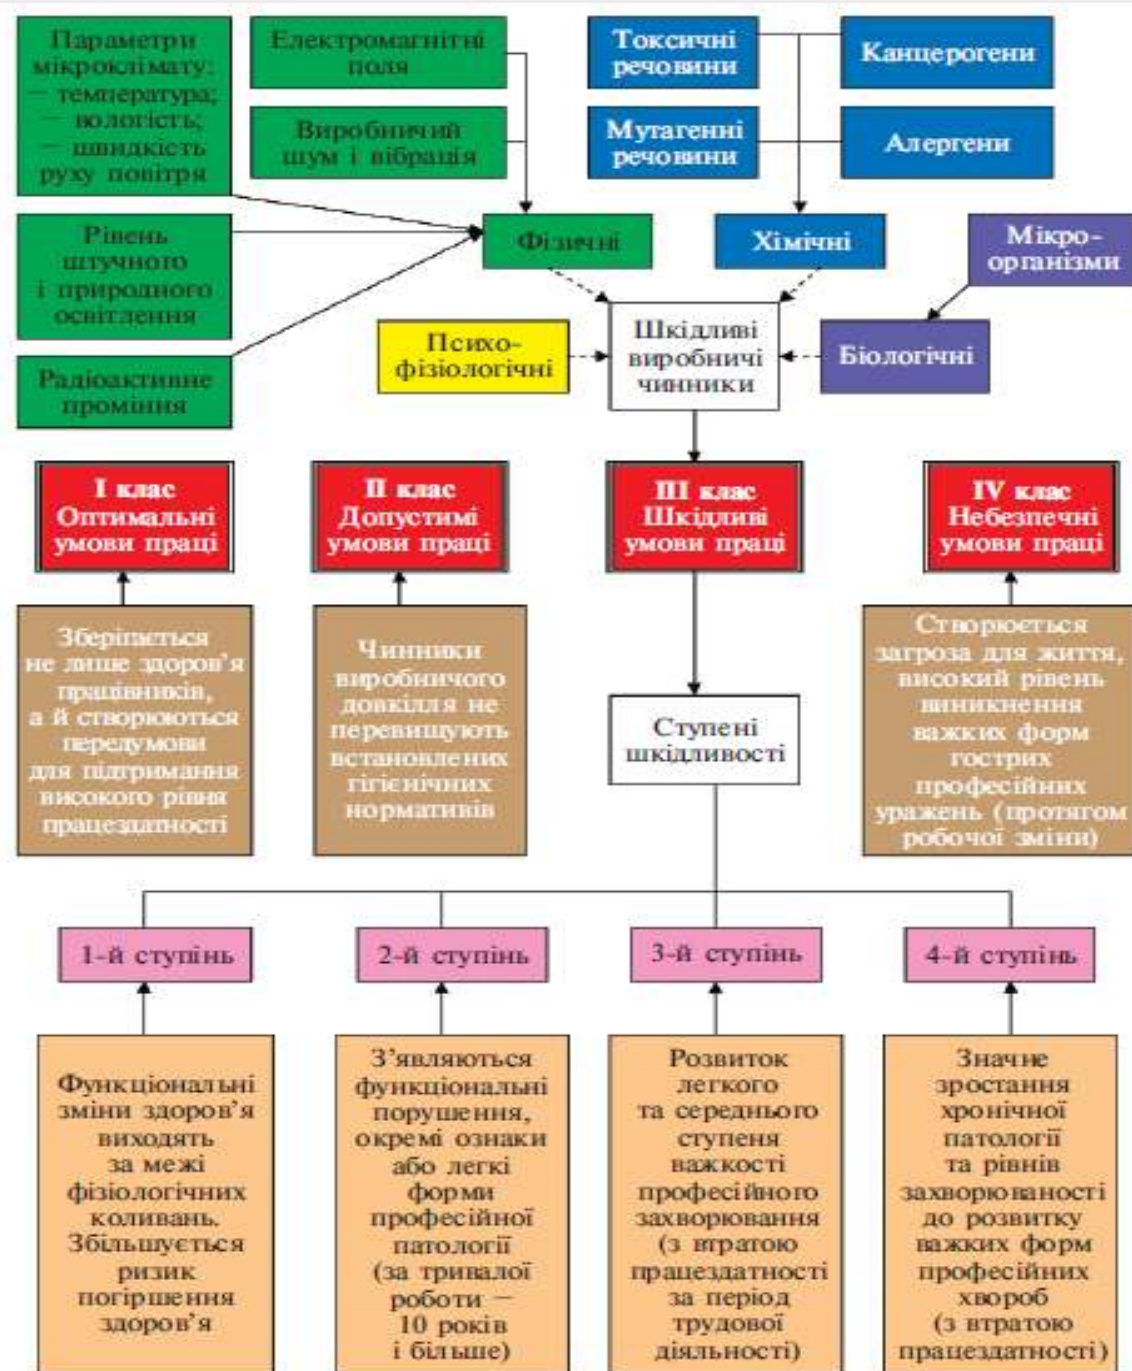 Параметри
мікроклімату:
— температура;
— вологість;
— швидкість
руху повітря
Електромагнітні
поля
Виробничий
шум і вібрація
Токсичні
речовини
Канцерогени
Мутагенні
речовини
Алергени
Рівень
штучного
і природного
освітлення
Фізичні
Хімічні
Мікро-
організми
Радіоактивне
проміння
Психо-
фізіологічні
Шкідливі
виробничі
чинники
Біологічні
I клас
Оптимальні
умови праці
II клас
Допустимі
умови праці
III клас
Шкідливі
умови праці
IV клас
Небезпечні
умови праці
Зберігається
не лише здоров’я
працівників,
а й створюються
передумови
для підтримання
високого рівня
працездатності
Чинники
виробничого
довкілля не
перевищують
встановлених
гігієнічних
нормативів
Ступені
шкідливості
Створюється
загроза для життя,
високий рівень
виникнення
важких форм
гострих
професійних
уражень (протягом
робочої зміни)
1-й ступінь
2-й ступінь
3-й ступінь
4-й ступінь
Функціональні
зміни здоров’я
виходять
за межі
фізіологічних
коливань.
Збільшується
ризик
погіршення
здоров’я
З’являються
функціональні
порушення,
окремі ознаки
або легкі
форми
професійної
патології
(за тривалої
роботи —
10 років
і більше)
Розвиток
легкого
та середнього
ступеня
важкості
професійного
захворювання
(з втратою
працездатності
за період
трудової
діяльності)
Значне
зростання
хронічної
патології
та рівнів
захворюваності
до розвитку
важких форм
професійних
хвороб
(з втратою
працездатності)